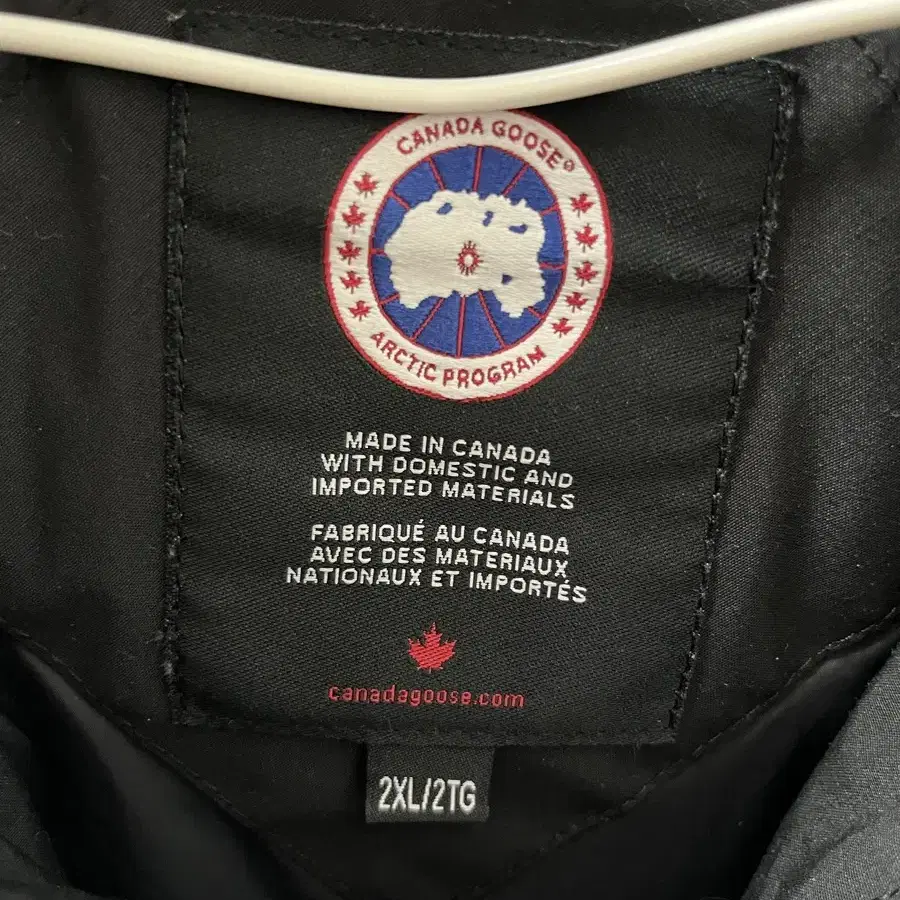 CANADA GOOSE®
ARCTIC PROGRAM
MADE IN CANADA
WITH DOMESTIC AND
IMPORTED MATERIALS
FABRIQUÉ AU CANADA
AVEC DES MATERIAUX
NATIONAUX ET IMPORTÉS
canadagoose.com
2XL/2TG